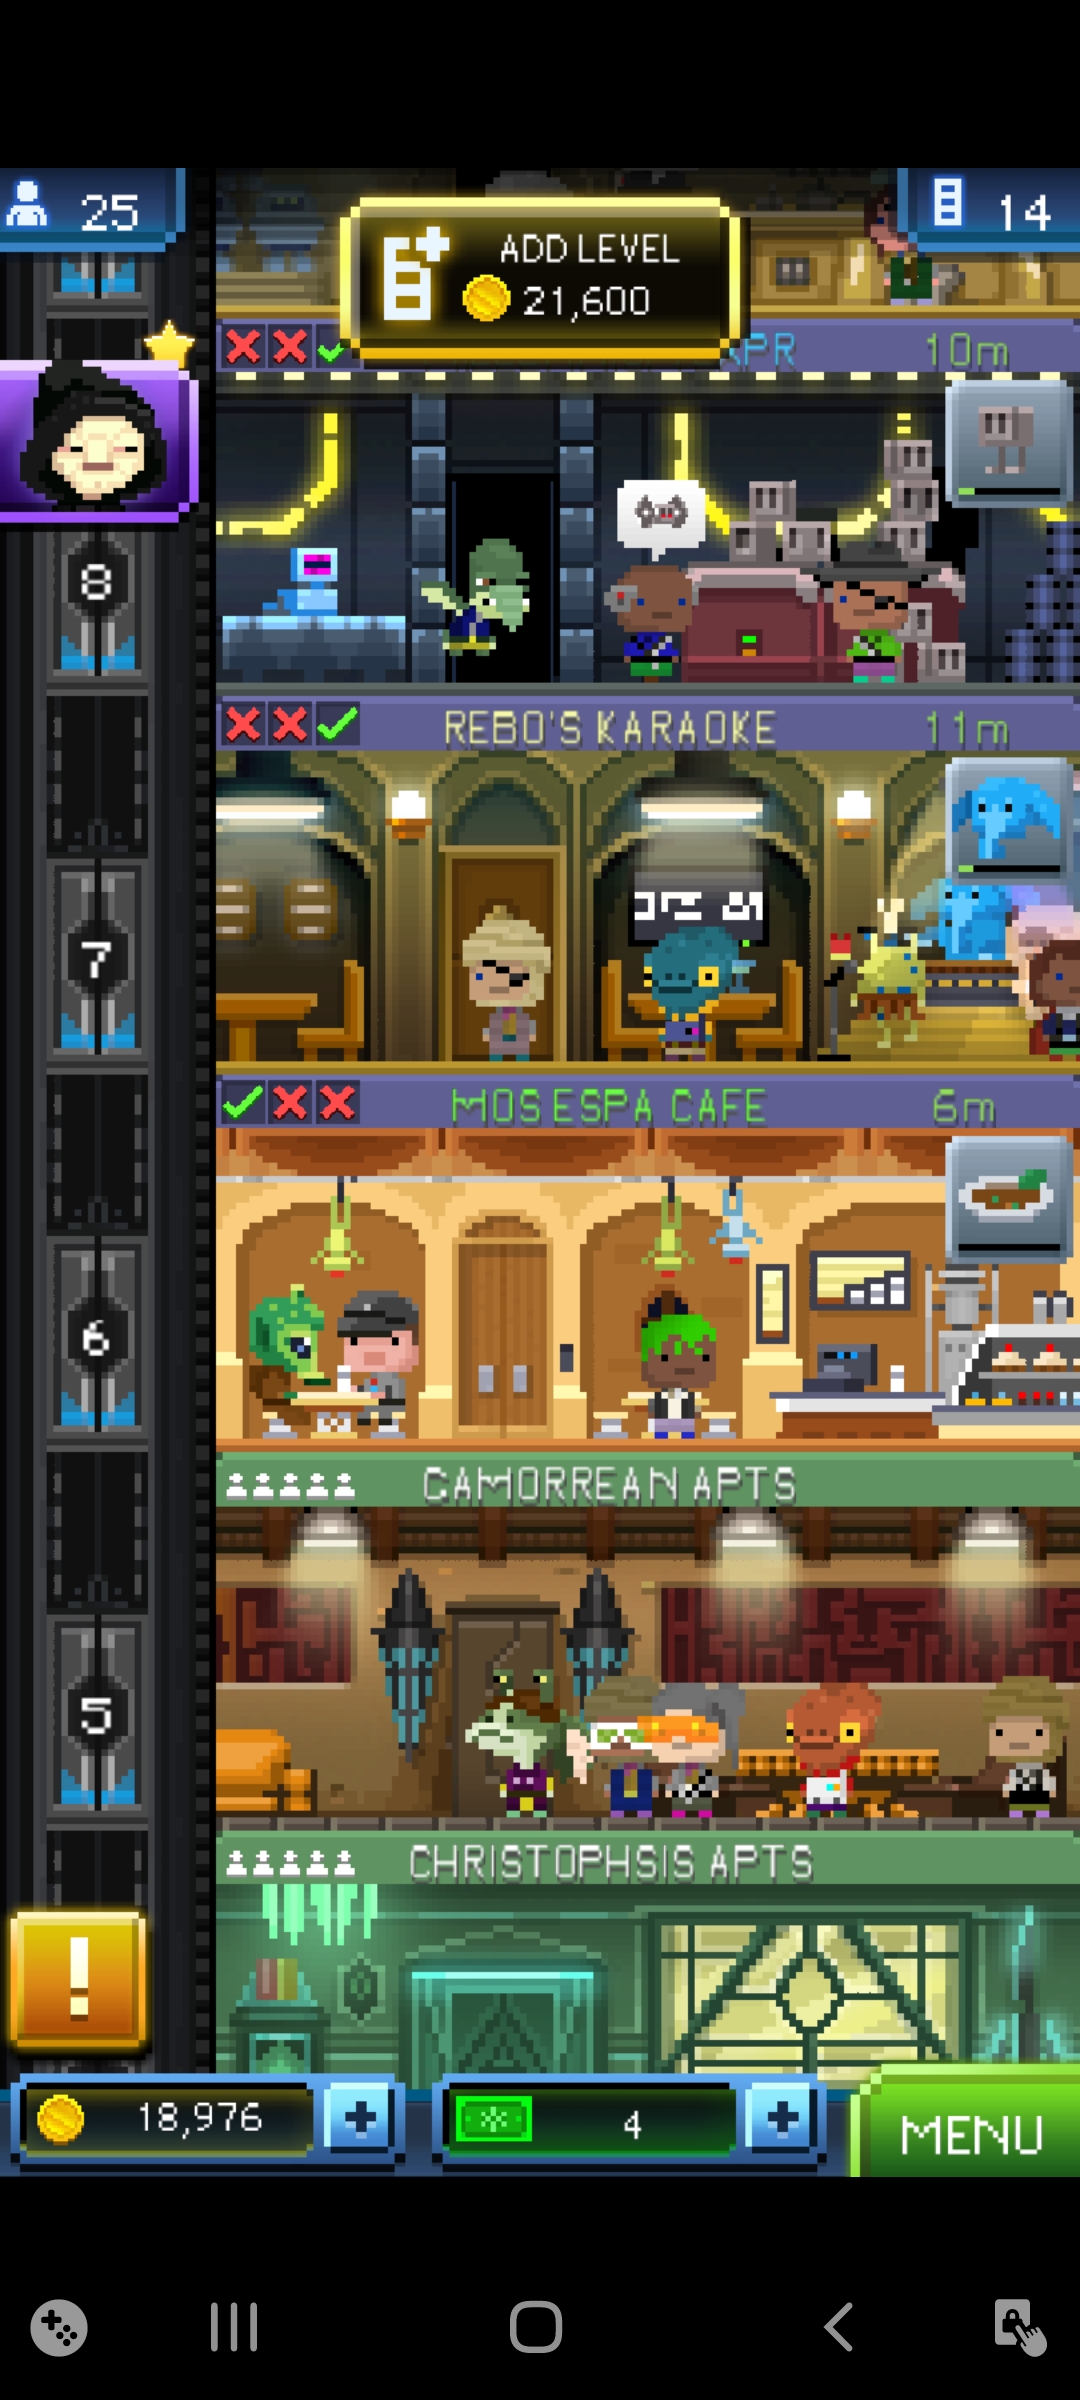 25
14
ADD LEVEL
21,600
10m
8
REBO'S KARAOKE
11m
7
MOS ESPA CAFE
6m
6
CAMORREAN APTS
5
CHRISTOPHSIS APTS
!
18,976
4
MENU